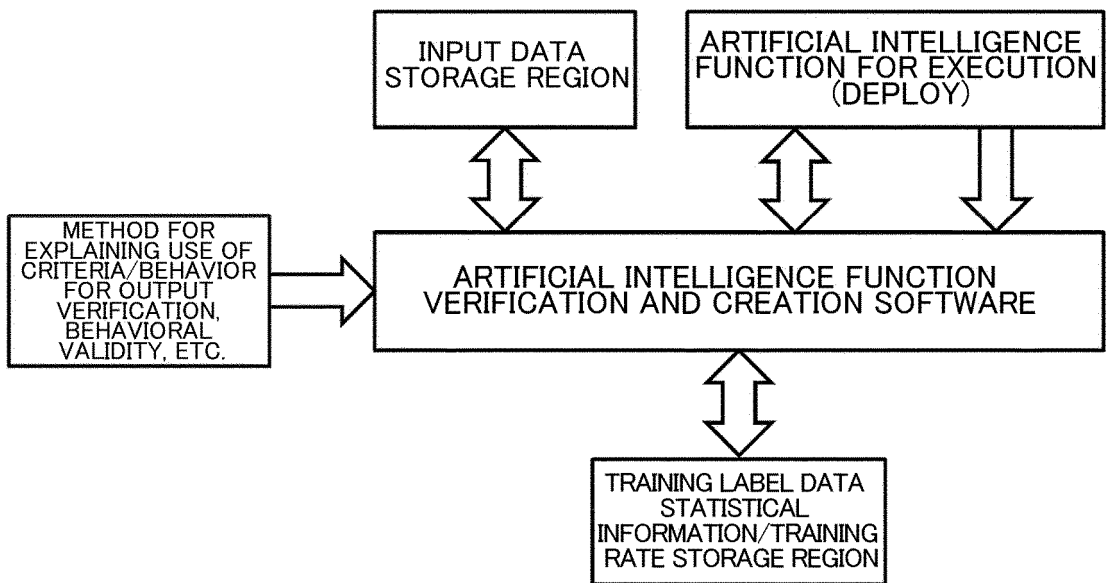 INPUT DATA
STORAGE REGION
ARTIFICIAL INTELLIGENCE
FUNCTION FOR EXECUTION
(DEPLOY)
METHOD FOR
EXPLAINING USE OF
CRITERIA/BEHAVIOR
FOR OUTPUT
VERIFICATION,
BEHAVIORAL
VALIDITY, ETC.
ARTIFICIAL INTELLIGENCE FUNCTION
VERIFICATION AND CREATION SOFTWARE
TRAINING LABEL DATA
STATISTICAL
INFORMATION/TRAINING
RATE STORAGE REGION